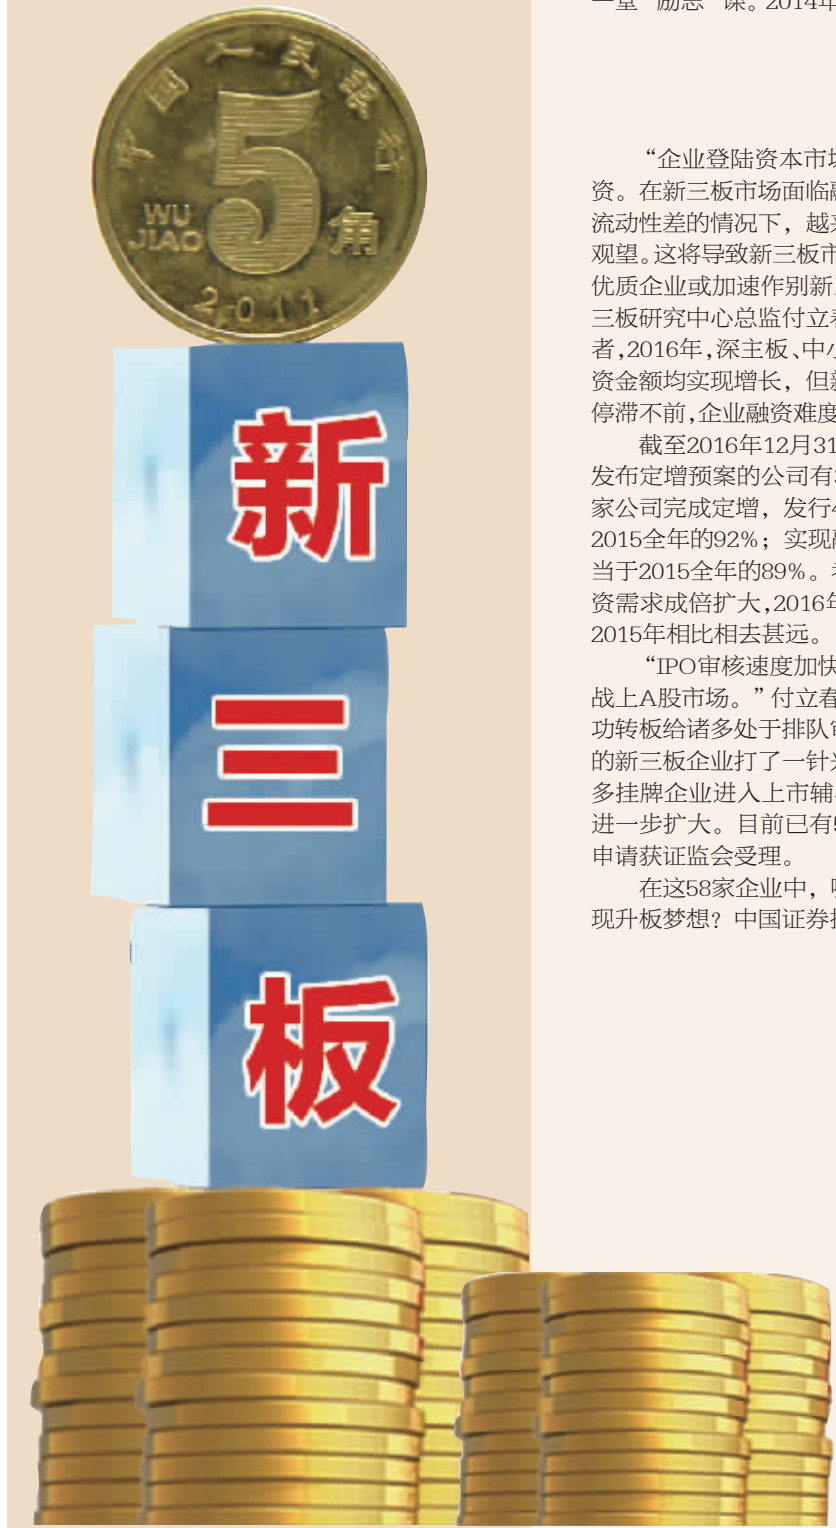 中国人民银行
5
角
WU
JIAO
2011
新
三
板
一堂“励志”课。2014年
“企业登陆资本市场
资。在新三板市场面临融
流动性差的情况下，越来
观望。这将导致新三板市
优质企业或加速作别新三
三板研究中心总监付立春
者,2016年,深主板、中小
资金额均实现增长，但新
停滞不前,企业融资难度
截至2016年12月31
发布定增预案的公司有
家公司完成定增，发行4
2015全年的92%；实现融
当于2015全年的89%。考
资需求成倍扩大,2016年
2015年相比相去甚远。
“IPO审核速度加快
战上A股市场。”付立春
功转板给诸多处于排队审
的新三板企业打了一针兴
多挂牌企业进入上市辅导
进一步扩大。目前已有5
申请获证监会受理。
在这58家企业中，哪
现升板梦想？中国证券报